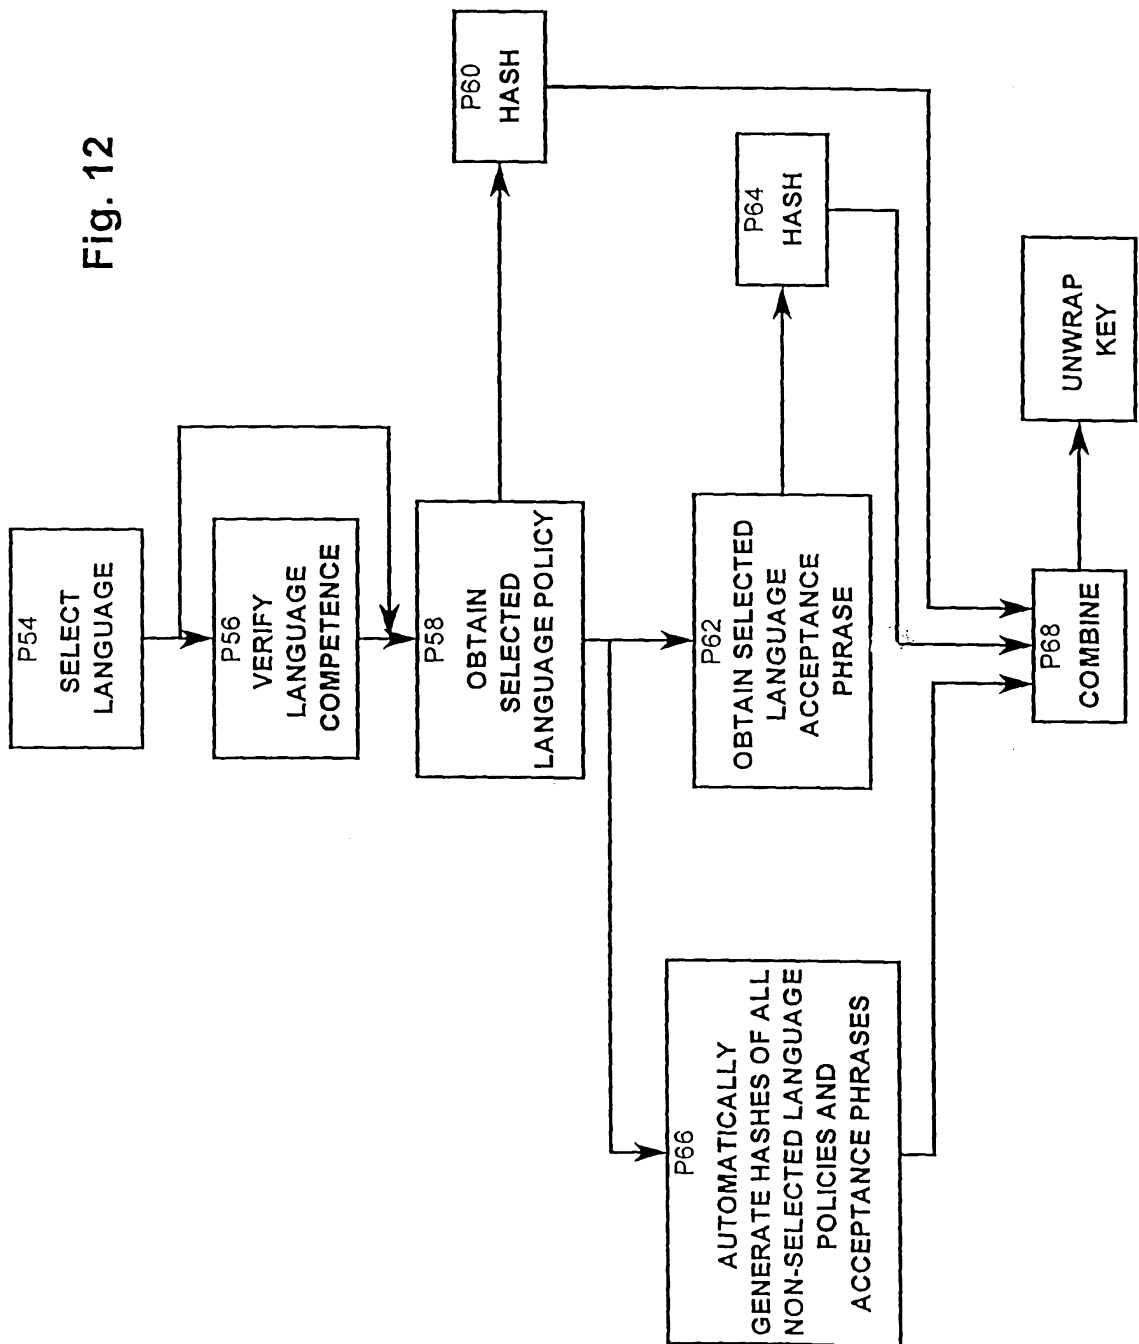 Fig. 12
P54
SELECT
LANGUAGE
P56
VERIFY
LANGUAGE
COMPETENCE
P58
OBTAIN
SELECTED
LANGUAGE POLICY
P60
HASH
P62
OBTAIN SELECTED
LANGUAGE
ACCEPTANCE
PHRASE
P64
HASH
P66
AUTOMATICALLY
GENERATE HASHES OF ALL
NON-SELECTED LANGUAGE
POLICIES AND
ACCEPTANCE PHRASES
P68
COMBINE
UNWRAP
KEY